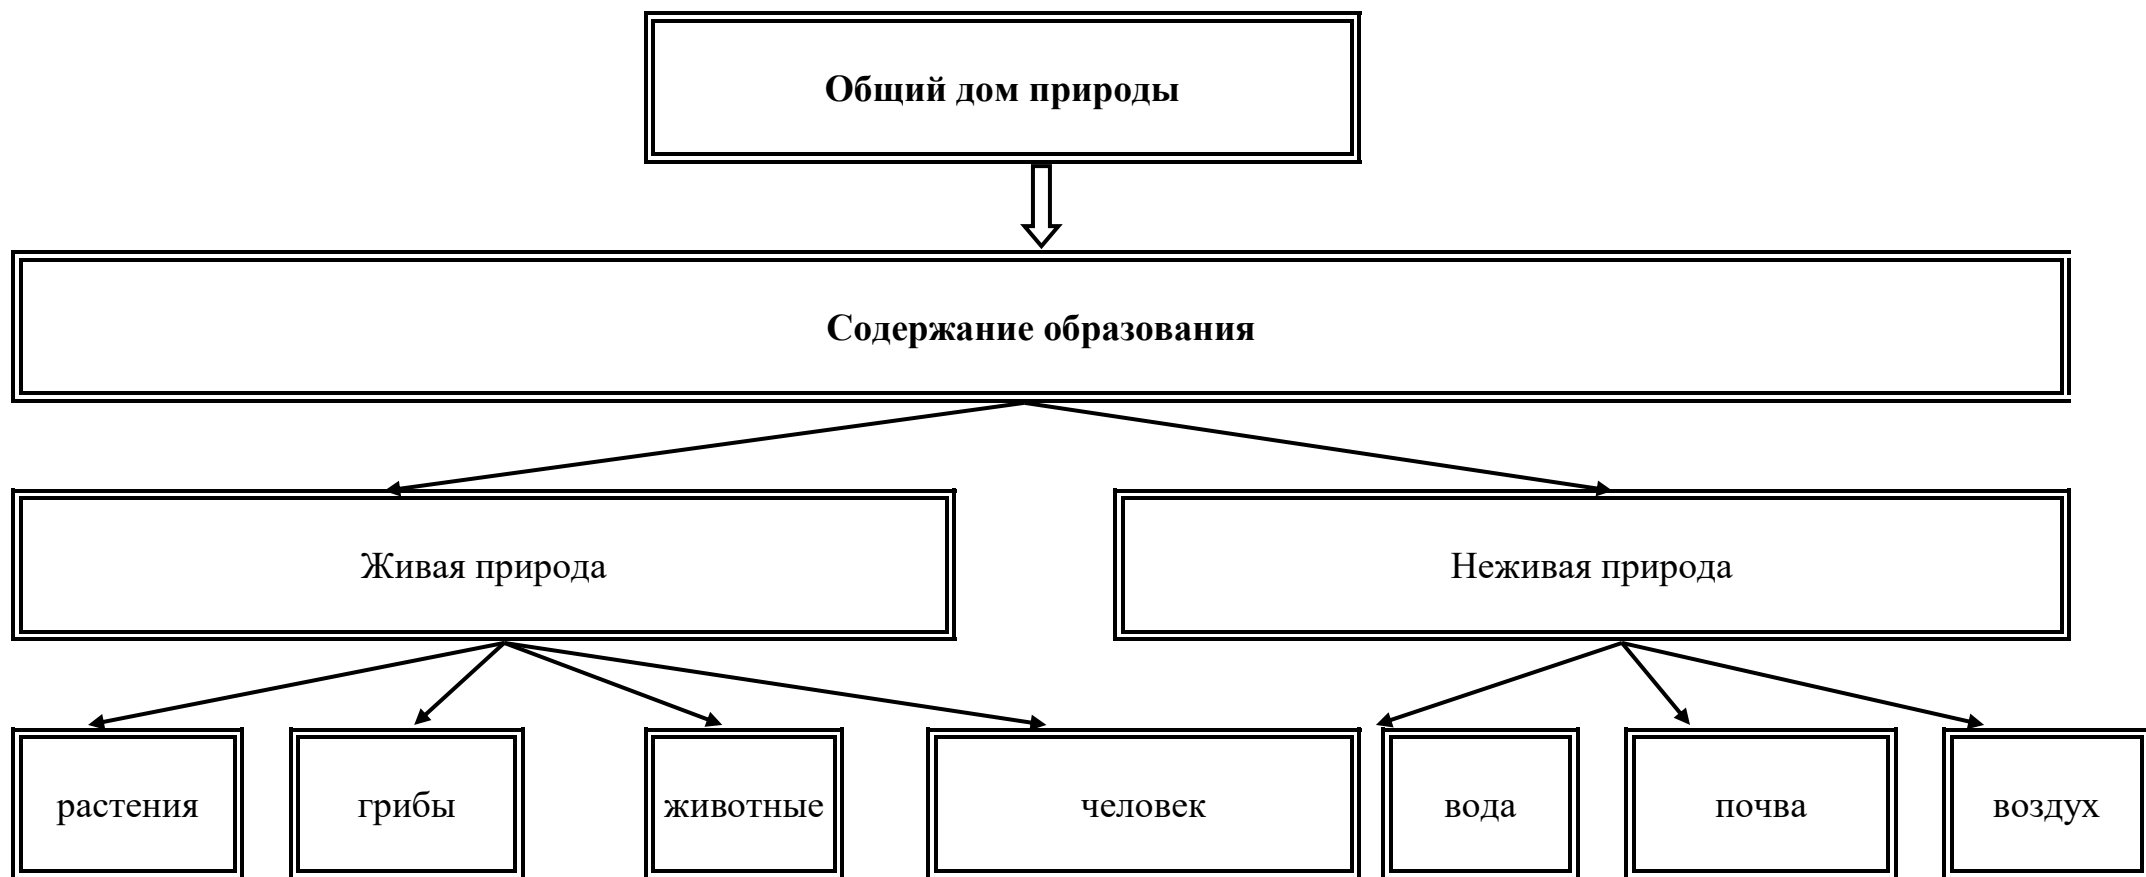 Общий дом природы
Содержание образования
Живая природа
Неживая природа
растения
грибы
животные
человек
вода
почва
воздух